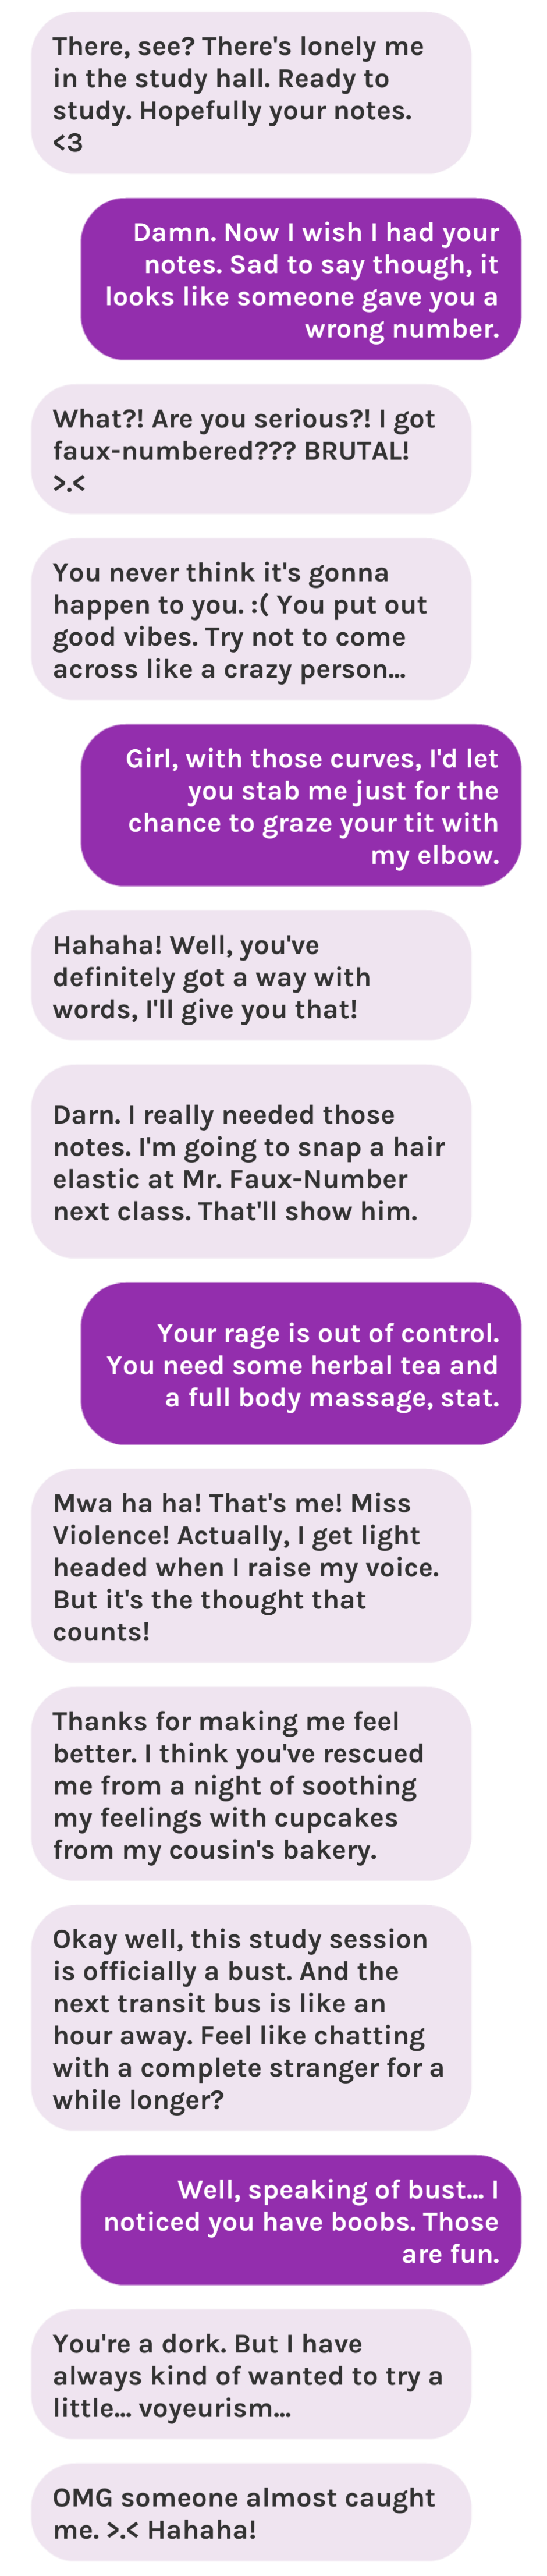 There, see? There's lonely me
in the study hall. Ready to
study. Hopefully your notes.
<3
Damn. Now I wish I had your
notes. Sad to say though, it
looks like someone gave you a
wrong number.
What?! Are you serious?! I got
faux-numbered??? BRUTAL!
>.<
You never think it's gonna
happen to you. :( You put out
good vibes. Try not to come
across like a crazy person...
Girl, with those curves, I'd let
you stab me just for the
chance to graze your tit with
my elbow.
Hahaha! Well, you've
definitely got a way with
words, I'll give you that!
Darn. I really needed those
notes. I'm going to snap a hair
elastic at Mr. Faux-Number
next class. That'll show him.
Your rage is out of control.
You need some herbal tea and
a full body massage, stat.
Mwa ha ha! That's me! Miss
Violence! Actually, I get light
headed when I raise my voice.
But it's the thought that
counts!
Thanks for making me feel
better. I think you've rescued
me from a night of soothing
my feelings with cupcakes
from my cousin's bakery.
Okay well, this study session
is officially a bust. And the
next transit bus is like an
hour away. Feel like chatting
with a complete stranger for a
while longer?
Well, speaking of bust... I
noticed you have boobs. Those
are fun.
You're a dork. But I have
always kind of wanted to try a
little... voyeurism...
OMG someone almost caught
me. >.< Hahaha!